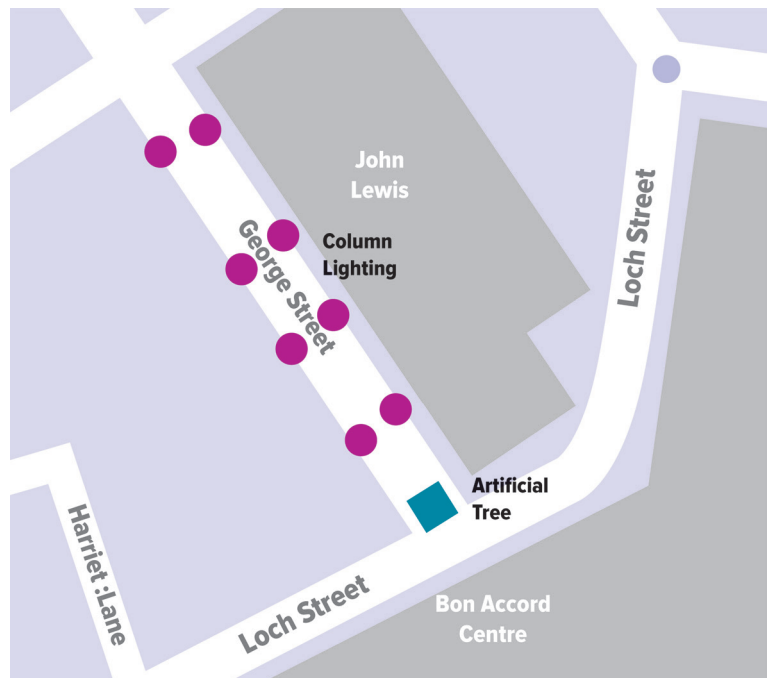 John
Lewis
Column
Lighting
George Street
Loch Street
Artificial
Tree
Harriet :Lane
Loch Street
Bon Accord
Centre